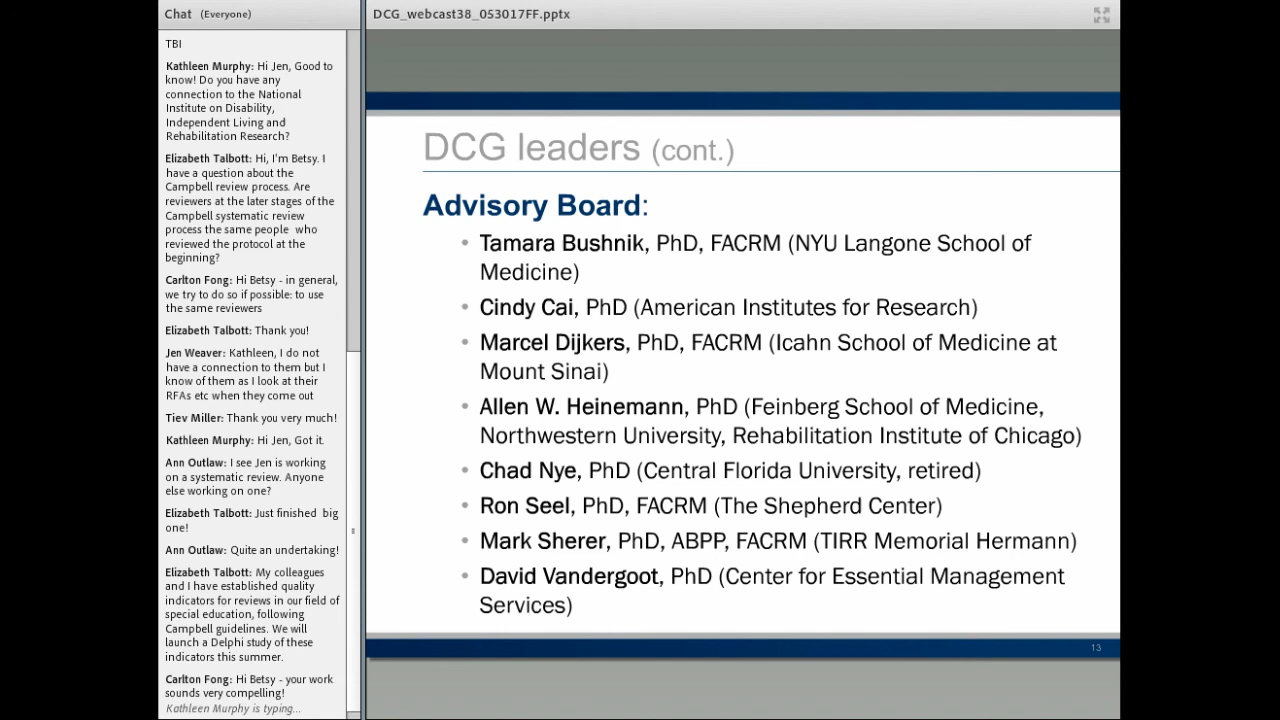 Chat (Everyone)
TBI
Kathleen Murphy: Hi Jen, Good to
know! Do you have any
connection to the National
Institute on Disability,
Independent Living and
Rehabilitation Research?
Elizabeth Talbott: Hi, I'm Betsy. I
have a question about the
Campbell review process. Are
reviewers at the later stages of the
Campbell systematic review
process the same people who
reviewed the protocol at the
beginning?
Carlton Fong: Hi Betsy - in general,
we try to do so if possible: to use
the same reviewers
Elizabeth Talbott: Thank you!
Jen Weaver: Kathleen, I do not
have a connection to them but I
know of them as I look at their
RFAs etc when they come out
Tiev Miller: Thank you very much!
Kathleen Murphy: Hi Jen, Got it.
Ann Outlaw: I see Jen is working
on a systematic review. Anyone
else working on one?
Elizabeth Talbott: Just finished big
one!
Ann Outlaw: Quite an undertaking!
Elizabeth Talbott: My colleagues
and I have established quality
indicators for reviews in our field of
special education, following
Campbell guidelines. We will
launch a Delphi study of these
indicators this summer.
Carlton Fong: Hi Betsy - your work
sounds very compelling!
Kathleen Murphy is typing...
DCG_webcast38_053017FF.pptx
DCG leaders (cont.)
Advisory Board:
• Tamara Bushnik, PhD, FACRM (NYU Langone School of
Medicine)
• Cindy Cai, PhD (American Institutes for Research)
• Marcel Dijkers, PhD, FACRM (Icahn School of Medicine at
Mount Sinai)
• Allen W. Heinemann, PhD (Feinberg School of Medicine,
Northwestern University, Rehabilitation Institute of Chicago)
• Chad Nye, PhD (Central Florida University, retired)
• Ron Seel, PhD, FACRM (The Shepherd Center)
• Mark Sherer, PhD, ABPP, FACRM (TIRR Memorial Hermann)
• David Vandergoot, PhD (Center for Essential Management
Services)
13